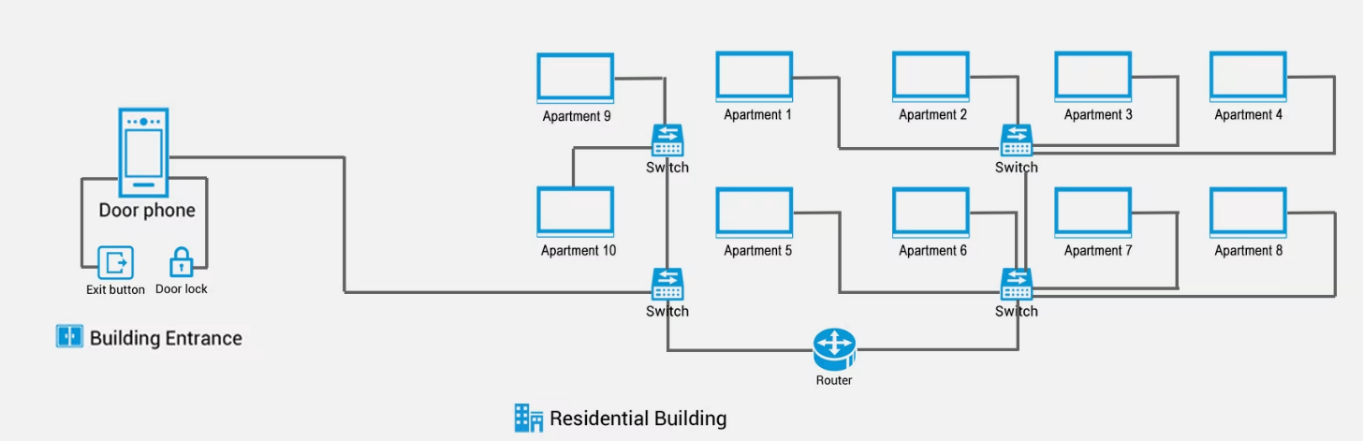 Apartment 9
Apartment 1
Apartment 2
Apartment 3
Apartment 4
Switch
Switch
Door phone
Apartment 10
Apartment 5
Apartment 6
Apartment 7
Apartment 8
Exit button
Door lock
Switch
Switch
Building Entrance
Router
Residential Building